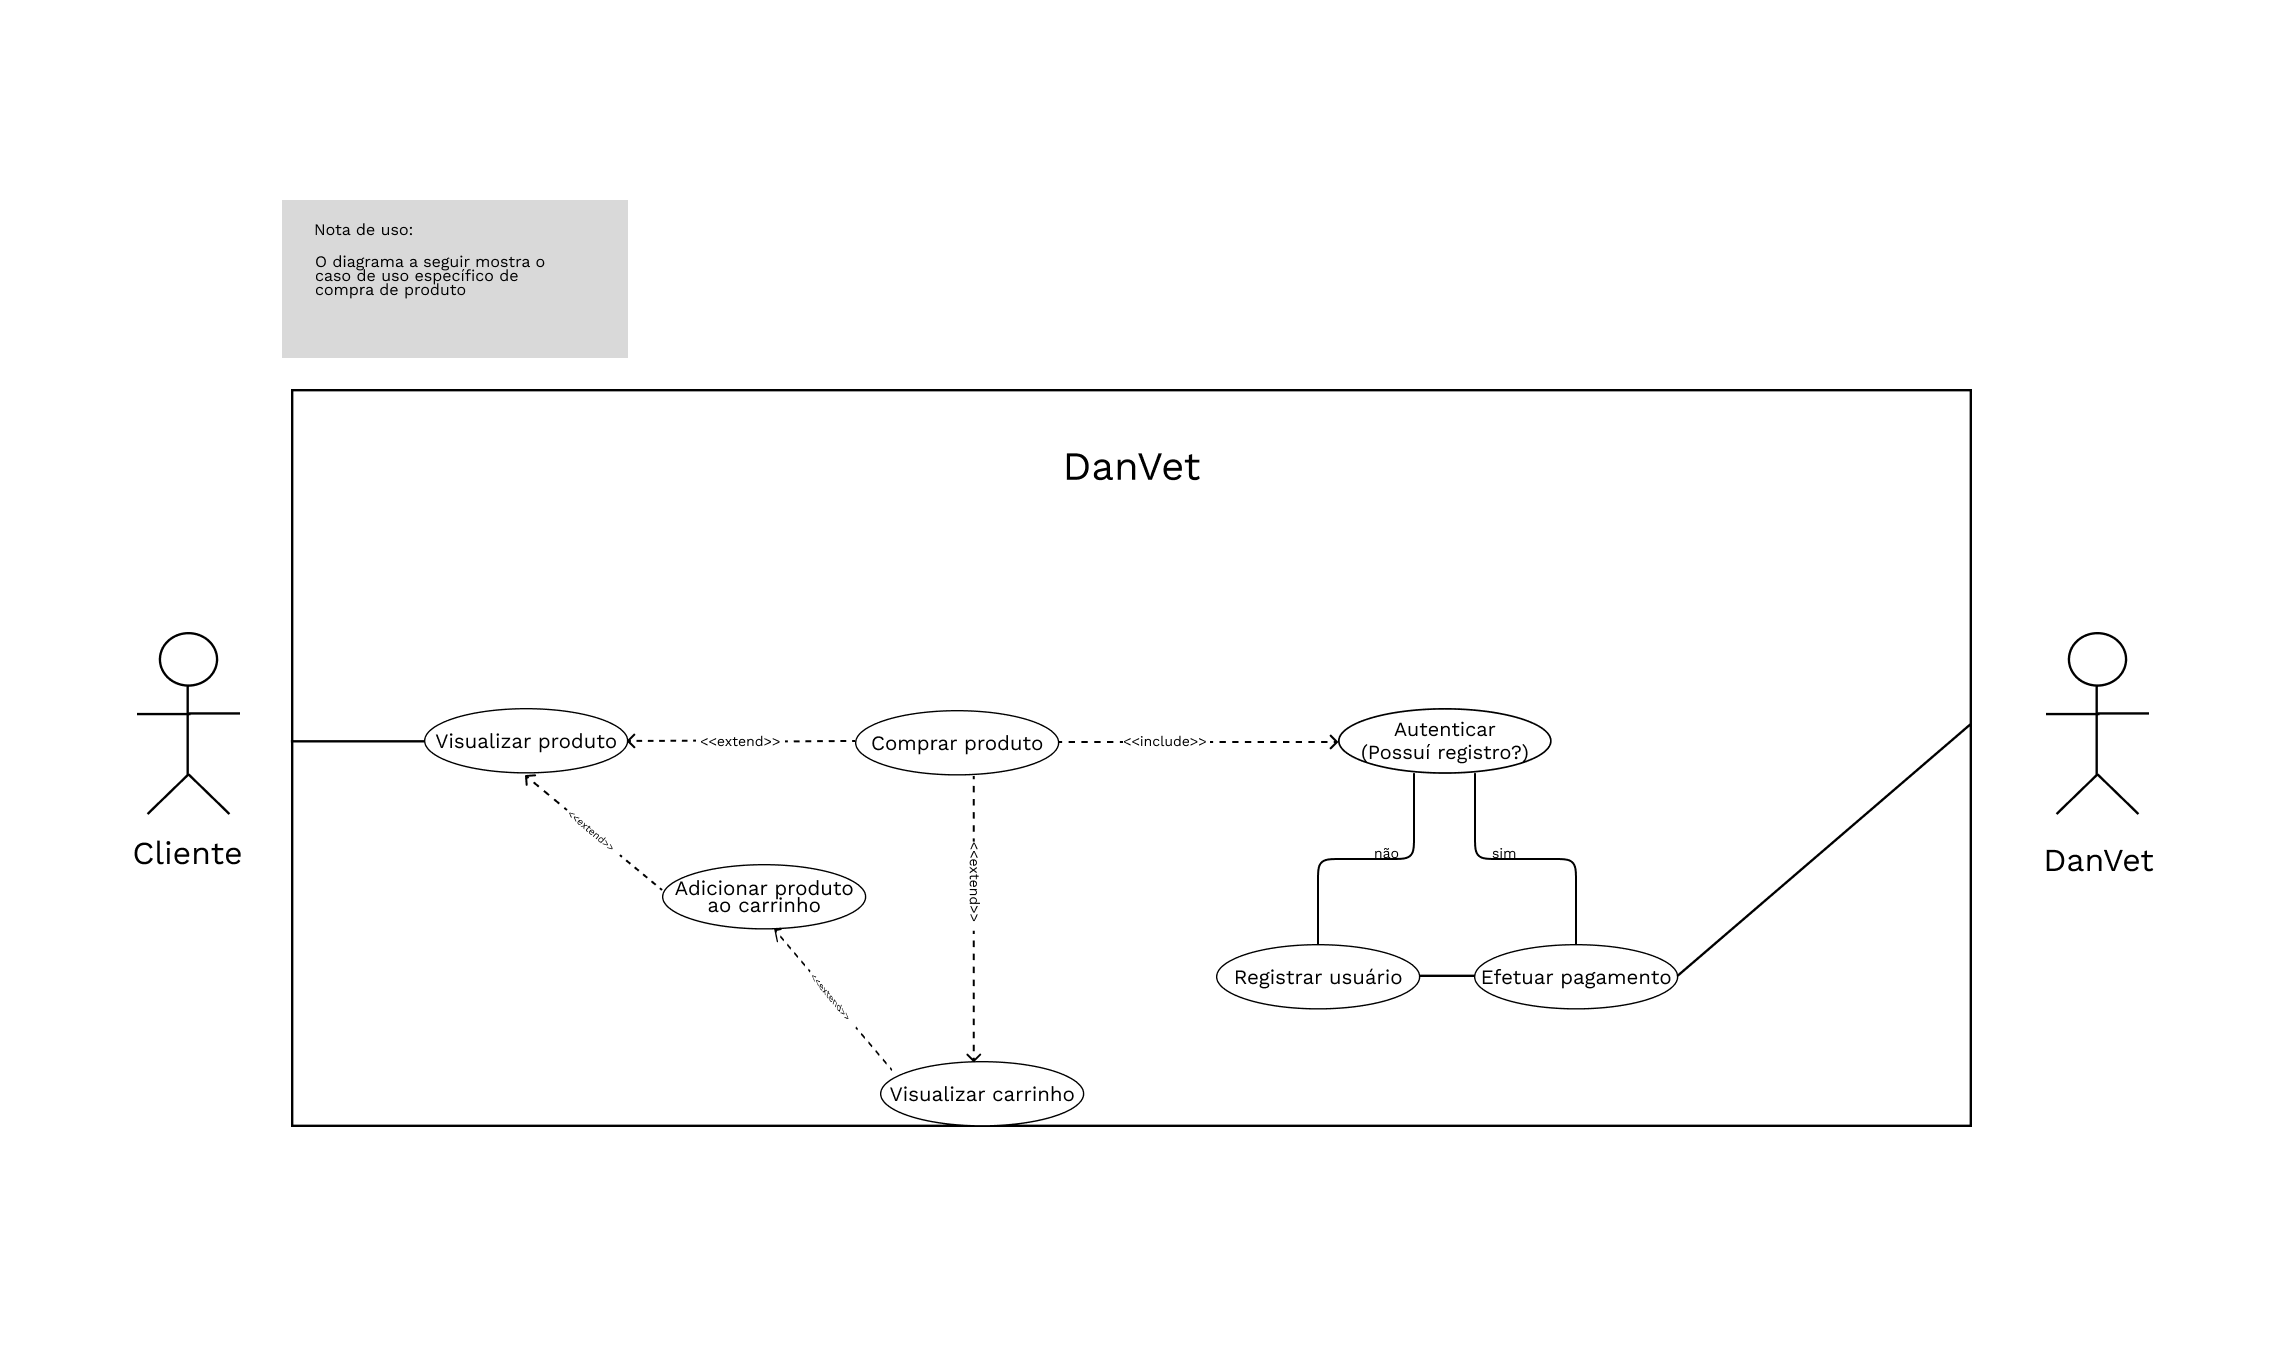 Nota de uso:
O diagrama a seguir mostra o
caso de uso específico de
compra de produto
DanVet
Visualizar produto
<<extend>>
Comprar produto
<<include>>
Autenticar
(Possuí registro?)
<<extend>>
Cliente
<<extend>>
não
sim
DanVet
Adicionar produto
ao carrinho
<<extend>>
Registrar usuário
Efetuar pagamento
Visualizar carrinho